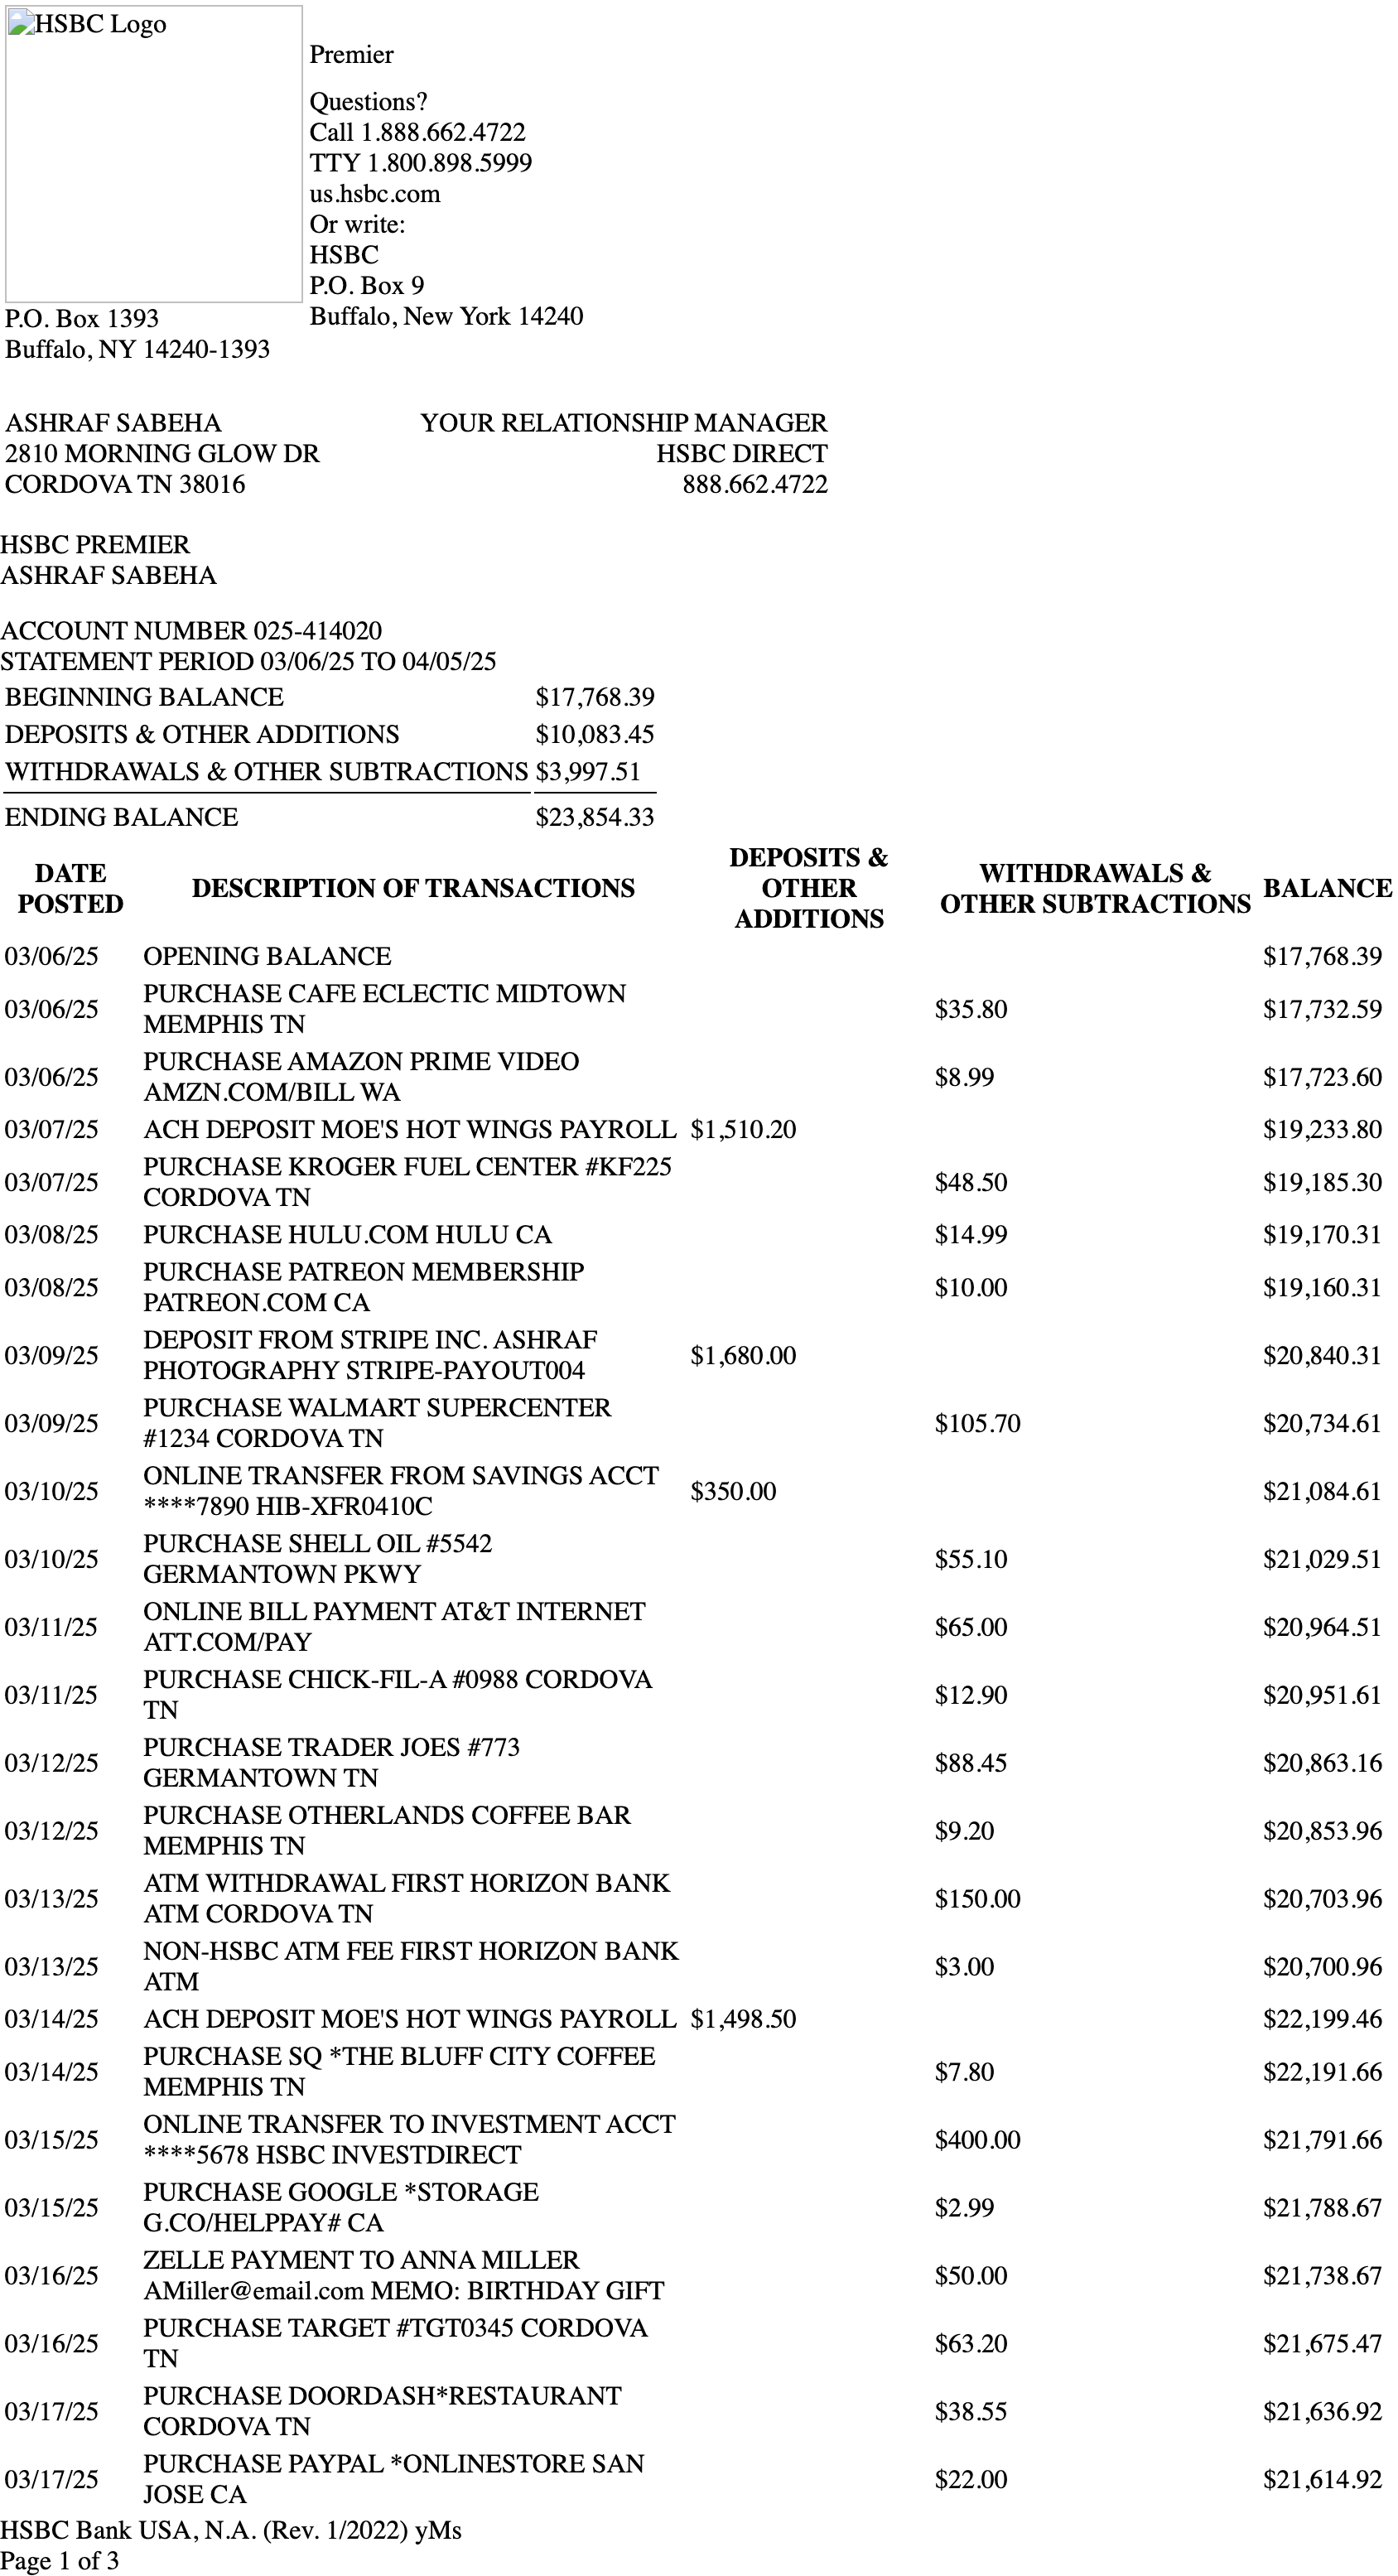 HSBC Logo
Premier
Questions?
Call 1.888.662.4722
TTY 1.800.898.5999
us.hsbc.com
Or write:
HSBC
P.O. Box 9
Buffalo, New York 14240
P.O. Box 1393
Buffalo, NY 14240-1393
ASHRAF SABEHA
2810 MORNING GLOW DR
CORDOVA TN 38016
YOUR RELATIONSHIP MANAGER
HSBC DIRECT
888.662.4722
HSBC PREMIER
ASHRAF SABEHA
ACCOUNT NUMBER 025-414020
STATEMENT PERIOD 03/06/25 TO 04/05/25
BEGINNING BALANCE $17,768.39
DEPOSITS & OTHER ADDITIONS $10,083.45
WITHDRAWALS & OTHER SUBTRACTIONS $3,997.51
ENDING BALANCE $23,854.33
DATE POSTED DESCRIPTION OF TRANSACTIONS DEPOSITS & OTHER ADDITIONS WITHDRAWALS & OTHER SUBTRACTIONS BALANCE
03/06/25 OPENING BALANCE $17,768.39
03/06/25 PURCHASE CAFE ECLECTIC MIDTOWN MEMPHIS TN $35.80 $17,732.59
03/06/25 PURCHASE AMAZON PRIME VIDEO AMZN.COM/BILL WA $8.99 $17,723.60
03/07/25 ACH DEPOSIT MOE'S HOT WINGS PAYROLL $1,510.20 $19,233.80
03/07/25 PURCHASE KROGER FUEL CENTER #KF225 CORDOVA TN $48.50 $19,185.30
03/08/25 PURCHASE HULU.COM HULU CA $14.99 $19,170.31
03/08/25 PURCHASE PATREON MEMBERSHIP PATREON.COM CA $10.00 $19,160.31
03/09/25 DEPOSIT FROM STRIPE INC. ASHRAF PHOTOGRAPHY STRIPE-PAYOUT004 $1,680.00 $20,840.31
03/09/25 PURCHASE WALMART SUPERCENTER #1234 CORDOVA TN $105.70 $20,734.61
03/10/25 ONLINE TRANSFER FROM SAVINGS ACCT ****7890 HIB-XFR0410C $350.00 $21,084.61
03/10/25 PURCHASE SHELL OIL #5542 GERMANTOWN PKWY $55.10 $21,029.51
03/11/25 ONLINE BILL PAYMENT AT&T INTERNET ATT.COM/PAY $65.00 $20,964.51
03/11/25 PURCHASE CHICK-FIL-A #0988 CORDOVA TN $12.90 $20,951.61
03/12/25 PURCHASE TRADER JOES #773 GERMANTOWN TN $88.45 $20,863.16
03/12/25 PURCHASE OTHERLANDS COFFEE BAR MEMPHIS TN $9.20 $20,853.96
03/13/25 ATM WITHDRAWAL FIRST HORIZON BANK ATM CORDOVA TN $150.00 $20,703.96
03/13/25 NON-HSBC ATM FEE FIRST HORIZON BANK ATM $3.00 $20,700.96
03/14/25 ACH DEPOSIT MOE'S HOT WINGS PAYROLL $1,498.50 $22,199.46
03/14/25 PURCHASE SQ *THE BLUFF CITY COFFEE MEMPHIS TN $7.80 $22,191.66
03/15/25 ONLINE TRANSFER TO INVESTMENT ACCT ****5678 HSBC INVESTDIRECT $400.00 $21,791.66
03/15/25 PURCHASE GOOGLE *STORAGE G.CO/HELPPAY# CA $2.99 $21,788.67
03/16/25 ZELLE PAYMENT TO ANNA MILLER AMiller@email.com MEMO: BIRTHDAY GIFT $50.00 $21,738.67
03/16/25 PURCHASE TARGET #TGT0345 CORDOVA TN $63.20 $21,675.47
03/17/25 PURCHASE DOORDASH*RESTAURANT CORDOVA TN $38.55 $21,636.92
03/17/25 PURCHASE PAYPAL *ONLINESTORE SAN JOSE CA $22.00 $21,614.92
HSBC Bank USA, N.A. (Rev. 1/2022) yMs
Page 1 of 3